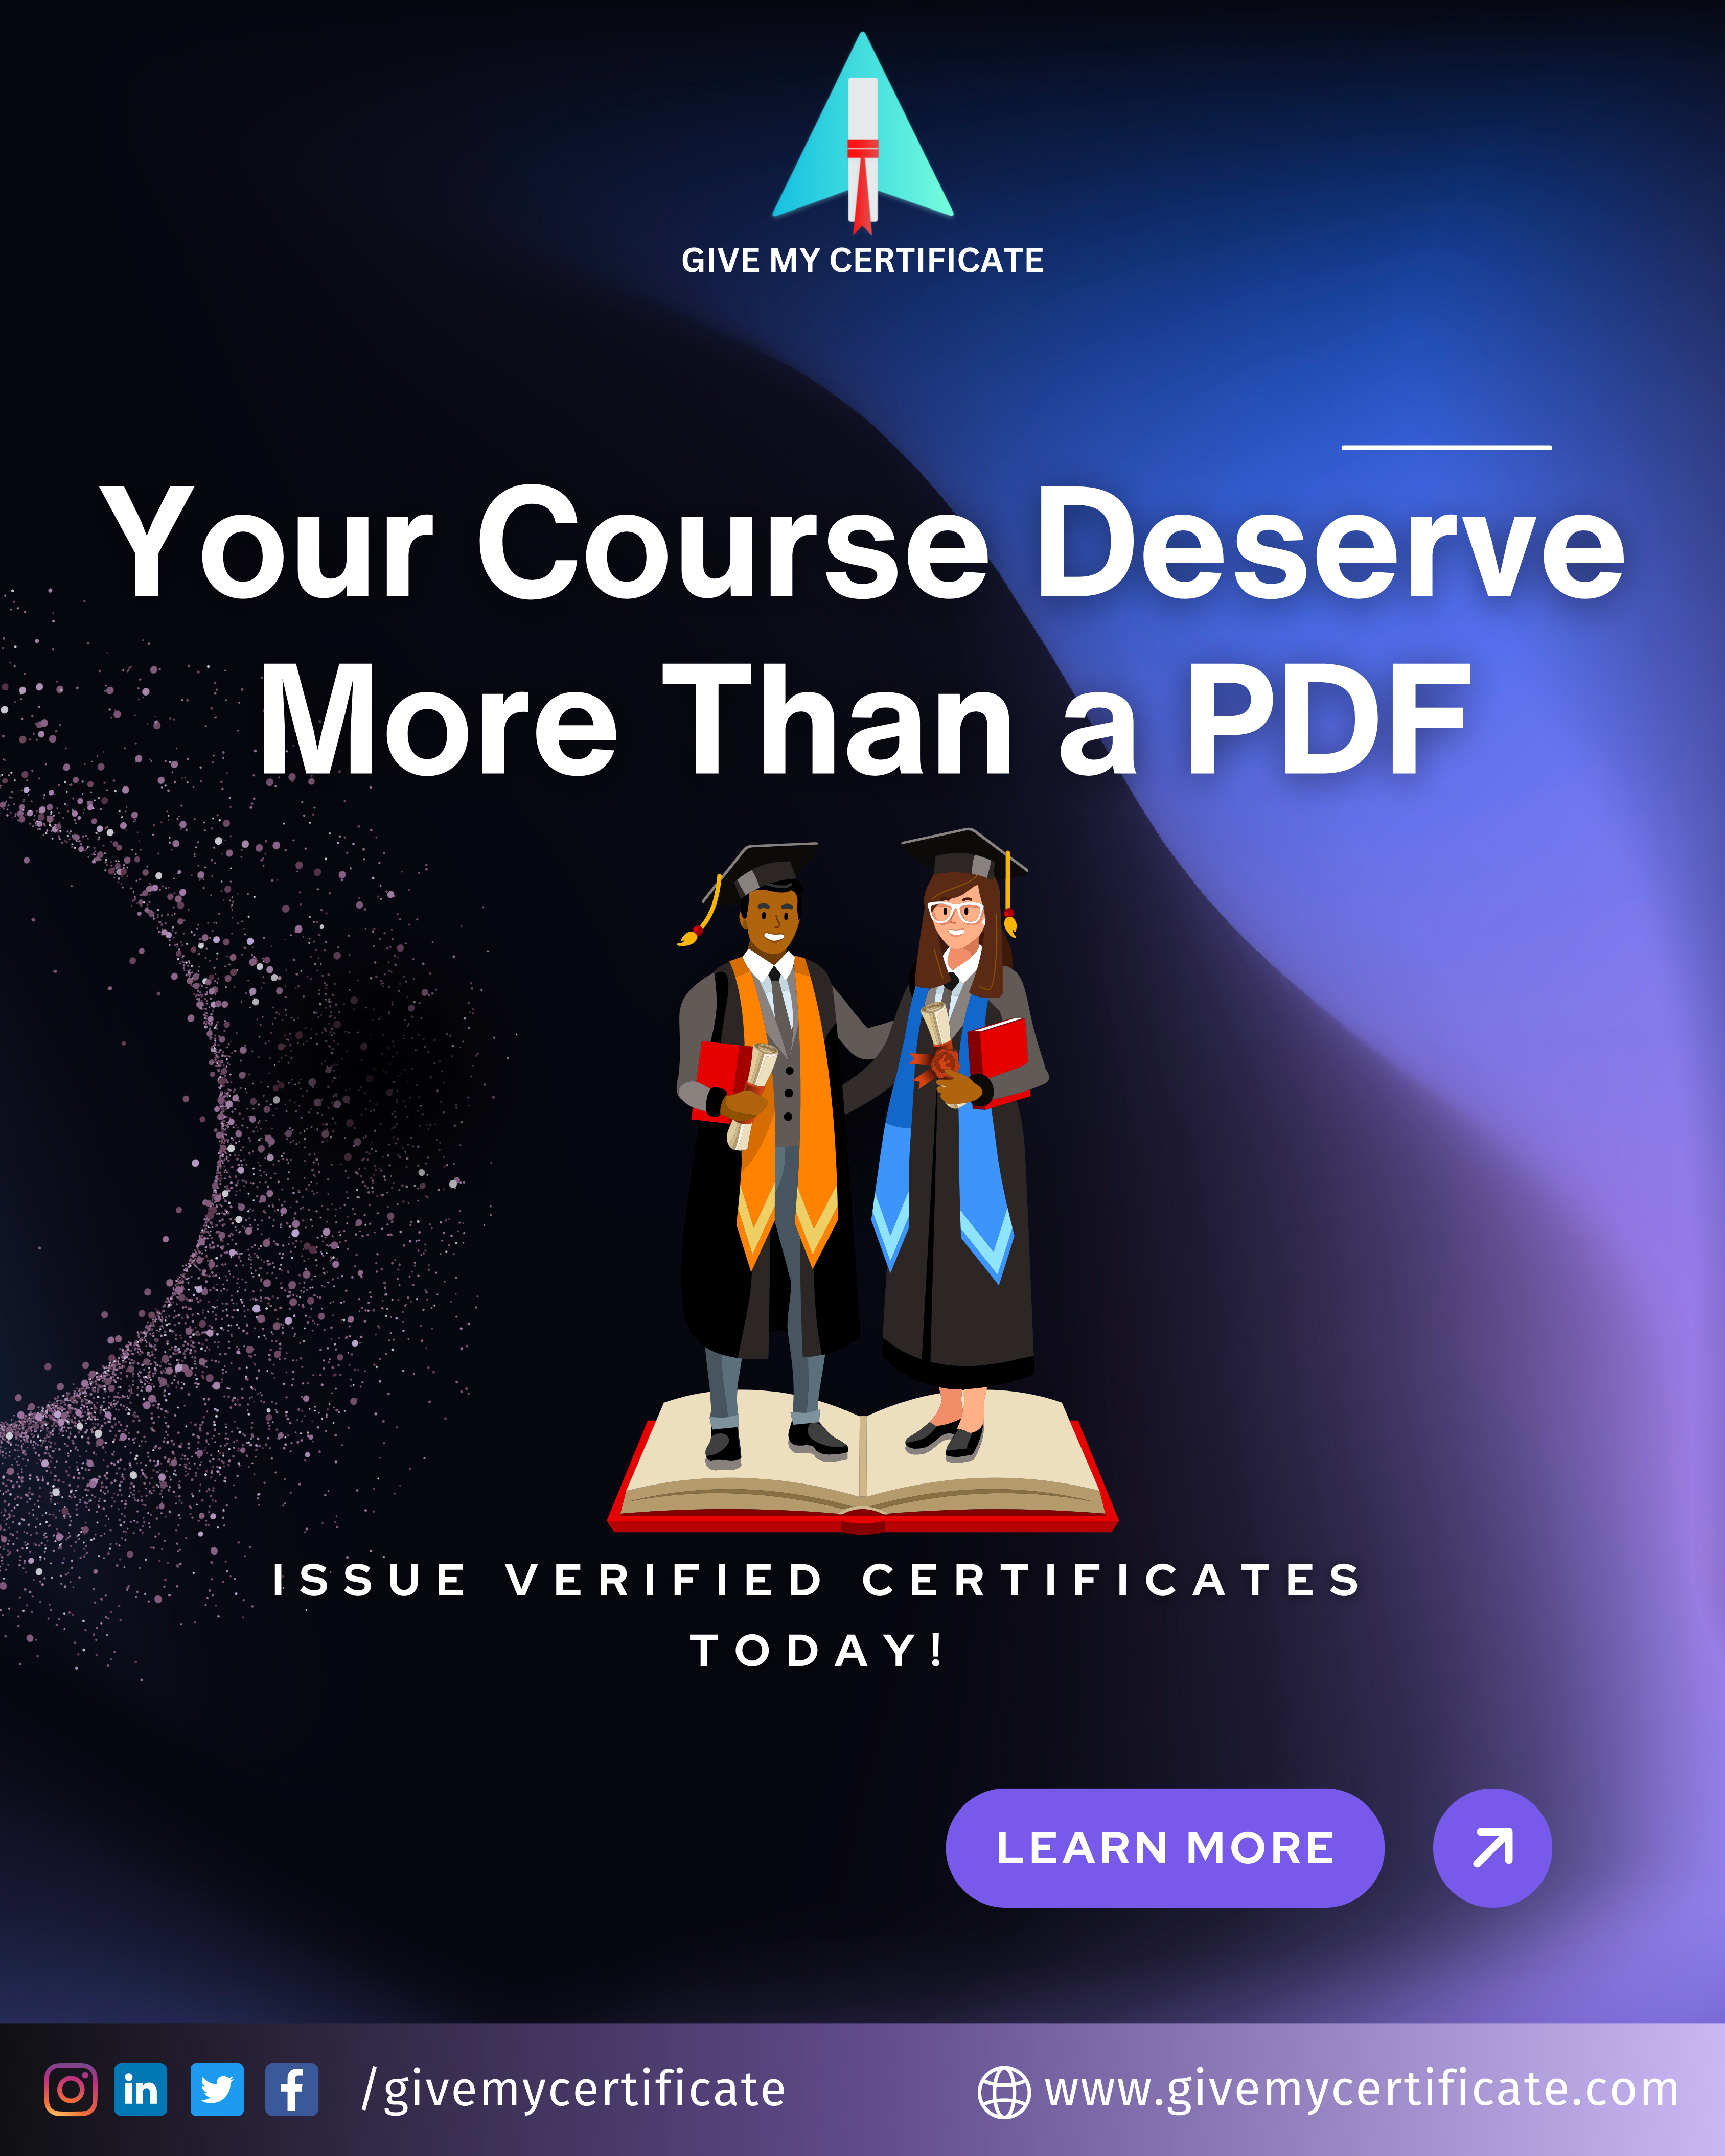 GIVE MY CERTIFICATE
Your Course Deserve
More Than a PDF
ISSUE VERIFIED CERTIFICATES
TODAY!
LEARN MORE
/givemycertificate
www.givemycertificate.com